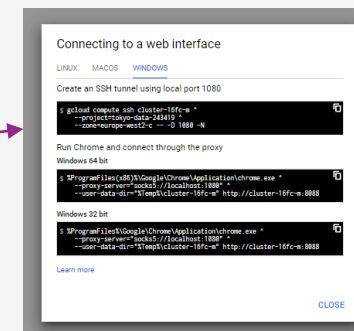 Connecting to a web interface
LINUX MACOS WINDOWS
Create an SSH tunnel using local port 1080
$ gcloud compute ssh cluster-16fc-m ^
--project=tokyo-data-243419 ^
--zone=europe-west2-c -- -D 1080 -N
Run Chrome and connect through the proxy
Windows 64 bit
$ %ProgramFiles(x86)%\Google\Chrome\Application\chrome.exe ^
--proxy-server="socks5://localhost:1080" ^
--user-data-dir="%Temp%\cluster-16fc-m" http://cluster-16fc-m:8088
Windows 32 bit
$ %ProgramFiles%\Google\Chrome\Application\chrome.exe ^
--proxy-server="socks5://localhost:1080" ^
--user-data-dir="%Temp%\cluster-16fc-m" http://cluster-16fc-m:8088
Learn more
CLOSE